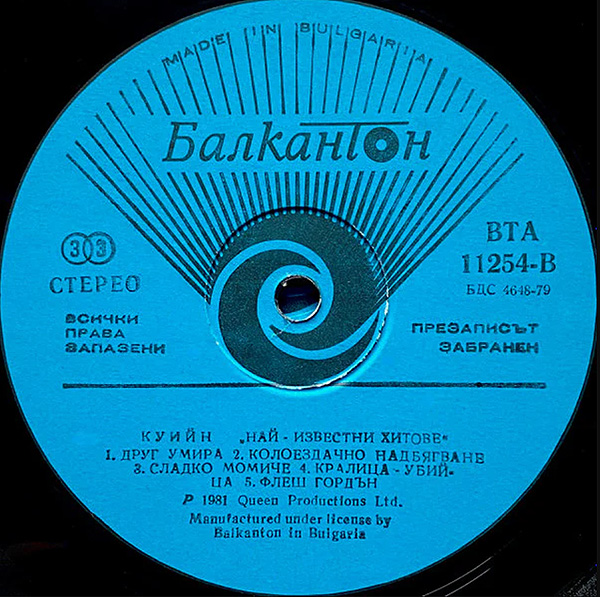 MADE IN BULGARIA
Балкантон
33
СТЕРЕО
ВТА
11254-В
БДС 4648-79
ВСИЧКИ
ПРАВА
ЗАПАЗЕНИ
ПРЕЗАПИСЪТ
ЗАБРАНЕН
КУИЙН „НАЙ - ИЗВЕСТНИ ХИТОВЕ“
1. ДРУГ УМИРА 2. КОЛОЕЗДАЧНО НАДБЯГВАНЕ
3. СЛАДКО МОМИЧЕ 4. КРАЛИЦА - УБИЙ-
ЦА 5. ФЛЕШ ГОРДЪН
P 1981 Queen Productions Ltd.
Manufactured under license by
Balkanton in Bulgaria